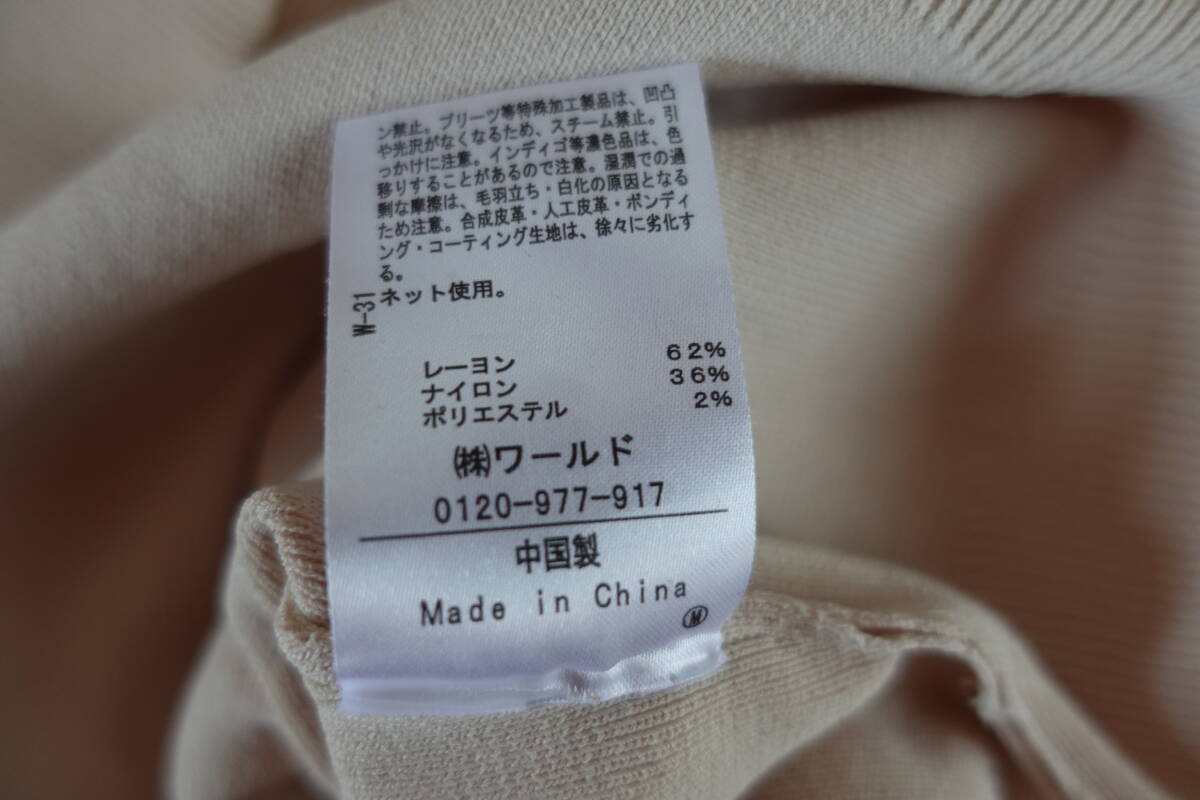 ン禁止。プリーツ等特殊加工製品は、凹凸
や光沢がなくなるため、スチーム禁止。引
っかけに注意。インディゴ等濃色品は、色
移りすることがあるので注意。湿潤での過
剰な摩擦は、毛羽立ち・白化の原因となる
ため注意。合成皮革・人工皮革・ボンディ
ング・コーティング生地は、徐々に劣化す
る。
ネット使用。
W-31
レーヨン 62%
ナイロン 36%
ポリエステル 2%
㈱ワールド
0120-977-917
中国製
Made in China
Ⓜ